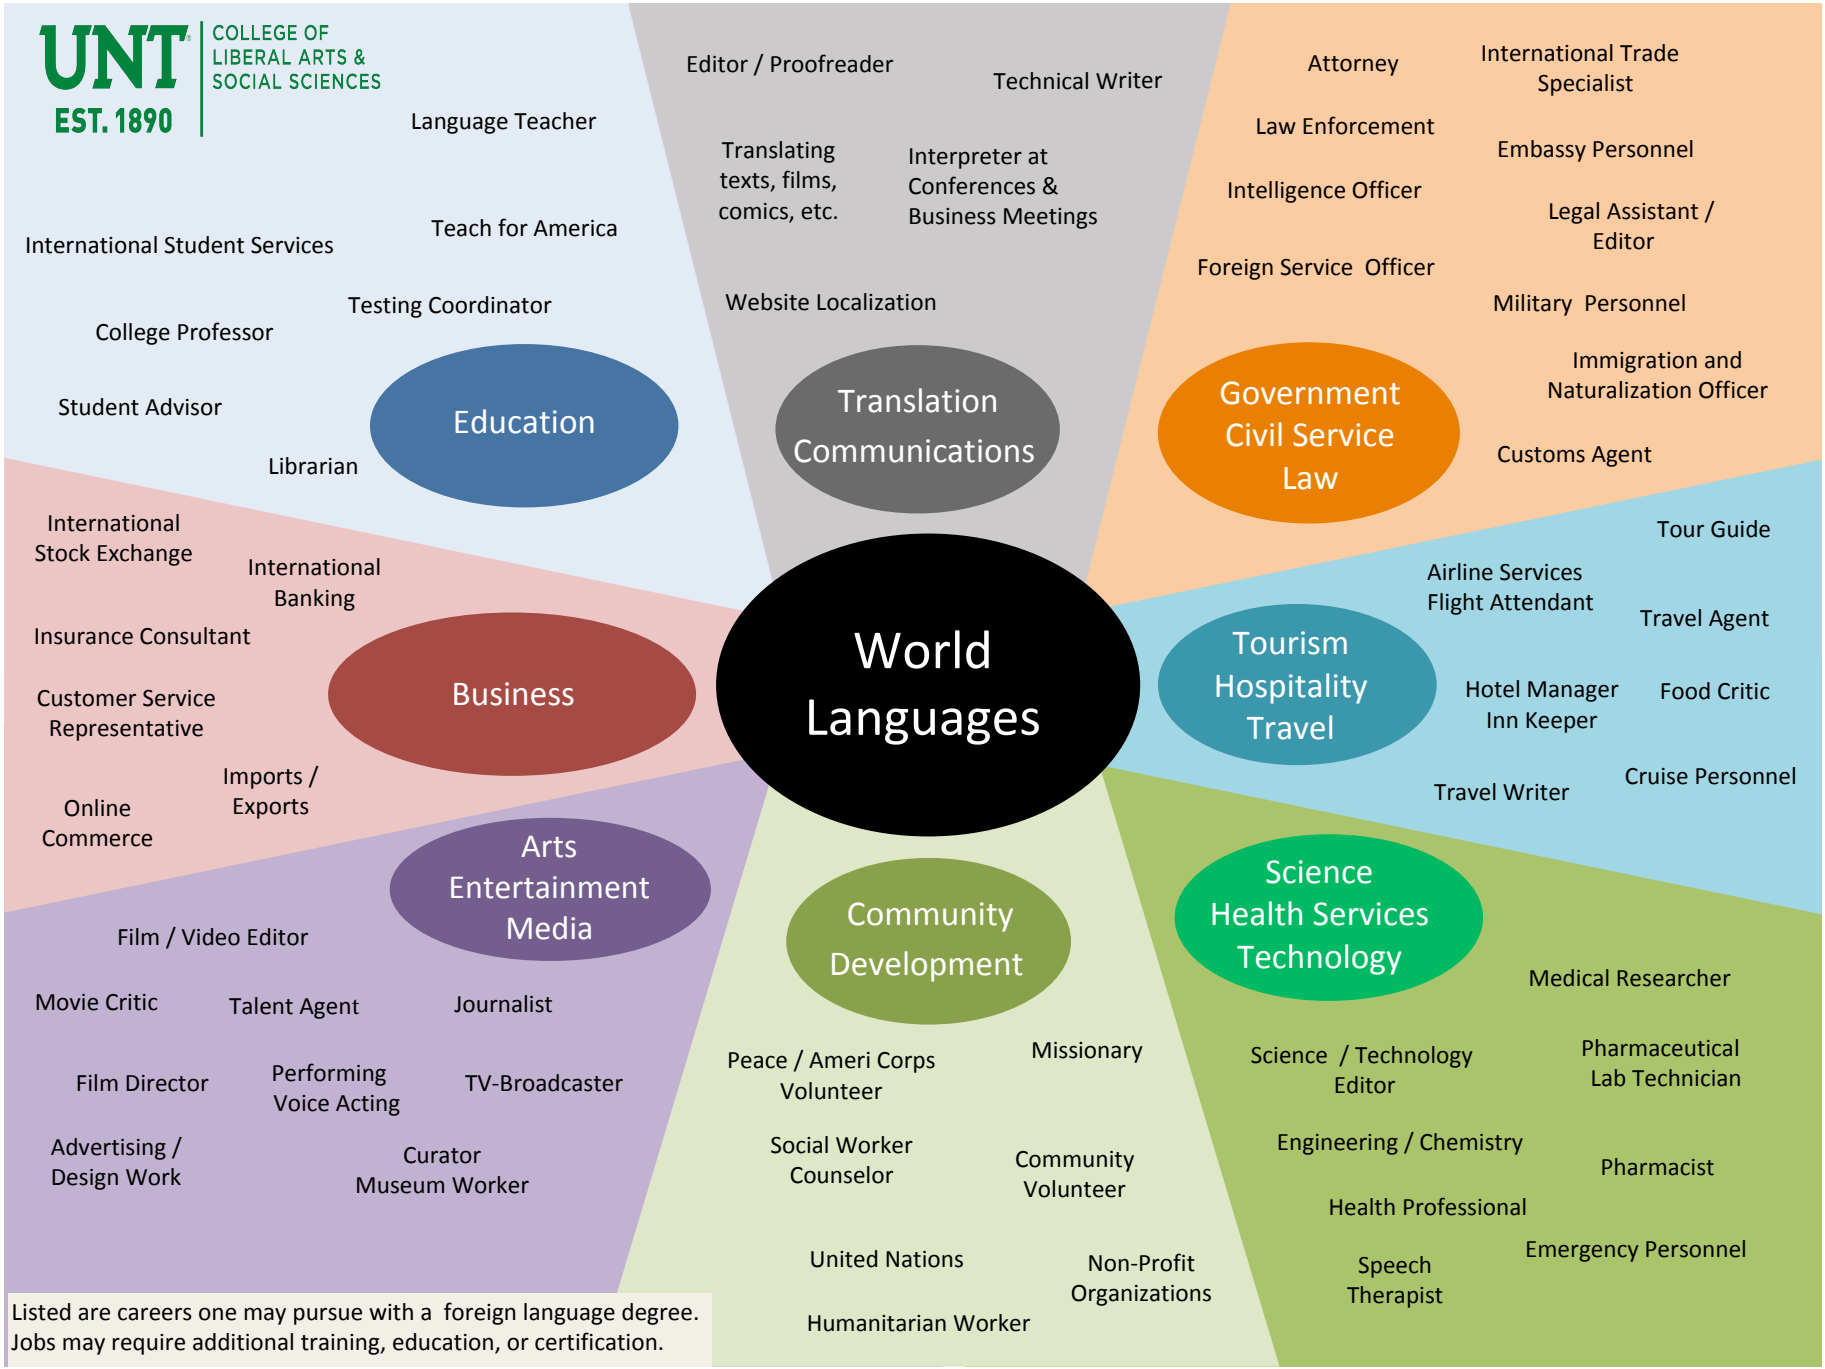 UNT
EST. 1890
COLLEGE OF
LIBERAL ARTS &
SOCIAL SCIENCES
Language Teacher
Teach for America
International Student Services
Testing Coordinator
College Professor
Student Advisor
Librarian
Education
Editor / Proofreader
Technical Writer
Translating
texts, films,
comics, etc.
Interpreter at
Conferences &
Business Meetings
Website Localization
Translation
Communications
Attorney
International Trade
Specialist
Law Enforcement
Embassy Personnel
Intelligence Officer
Legal Assistant /
Editor
Foreign Service Officer
Military Personnel
Immigration and
Naturalization Officer
Customs Agent
Government
Civil Service
Law
International
Stock Exchange
International
Banking
Insurance Consultant
Customer Service
Representative
Imports /
Exports
Online
Commerce
Business
World
Languages
Tourism
Hospitality
Travel
Tour Guide
Airline Services
Flight Attendant
Travel Agent
Hotel Manager
Inn Keeper
Food Critic
Cruise Personnel
Travel Writer
Arts
Entertainment
Media
Film / Video Editor
Movie Critic
Talent Agent
Journalist
Film Director
Performing
Voice Acting
TV-Broadcaster
Advertising /
Design Work
Curator
Museum Worker
Community
Development
Peace / Ameri Corps
Volunteer
Missionary
Social Worker
Counselor
Community
Volunteer
United Nations
Non-Profit
Organizations
Humanitarian Worker
Science
Health Services
Technology
Medical Researcher
Science / Technology
Editor
Pharmaceutical
Lab Technician
Engineering / Chemistry
Pharmacist
Health Professional
Emergency Personnel
Speech
Therapist
Listed are careers one may pursue with a foreign language degree.
Jobs may require additional training, education, or certification.